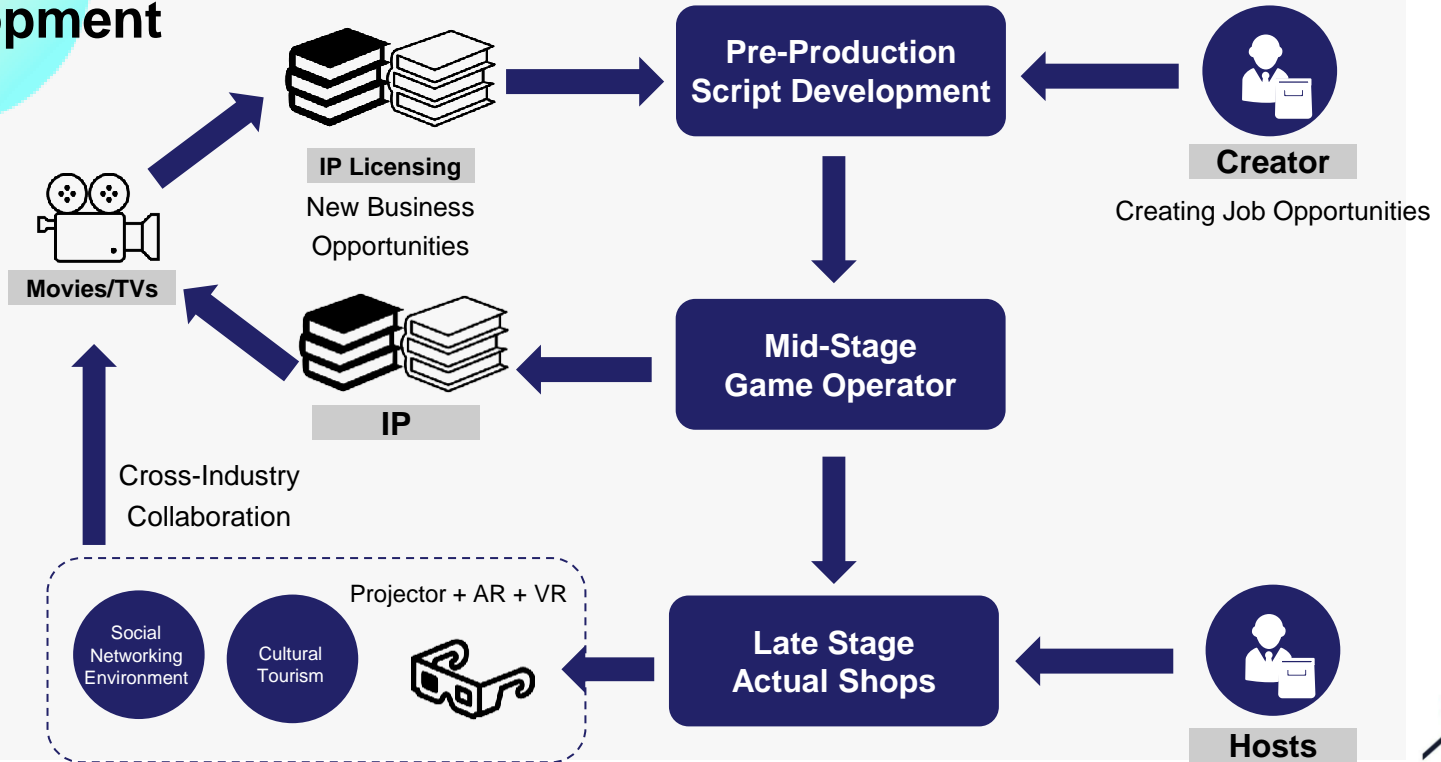 opment
Pre-Production
Script Development
IP Licensing
New Business
Opportunities
Creator
Creating Job Opportunities
Movies/TVs
Mid-Stage
Game Operator
IP
Cross-Industry
Collaboration
Projector + AR + VR
Social
Networking
Environment
Cultural
Tourism
Late Stage
Actual Shops
Hosts